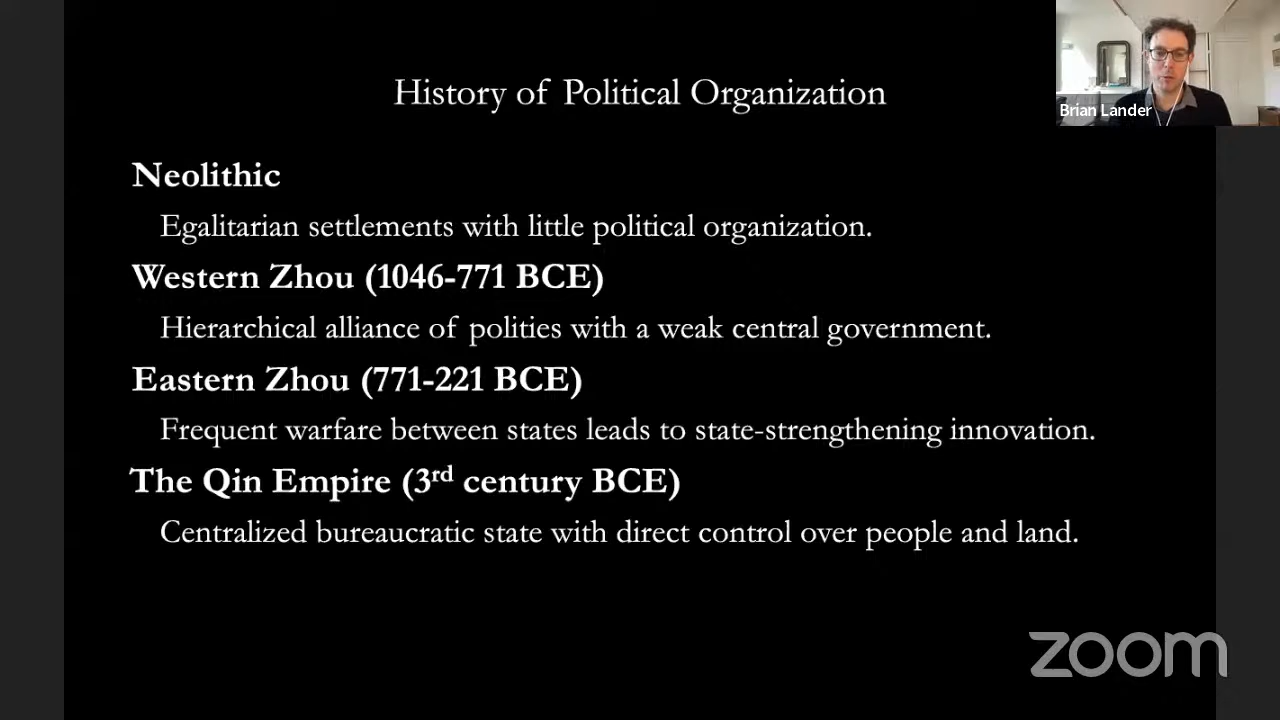 History of Political Organization
Brian Lander
Neolithic
Egalitarian settlements with little political organization.
Western Zhou (1046-771 BCE)
Hierarchical alliance of polities with a weak central government.
Eastern Zhou (771-221 BCE)
Frequent warfare between states leads to state-strengthening innovation.
The Qin Empire (3rd century BCE)
Centralized bureaucratic state with direct control over people and land.
zoom